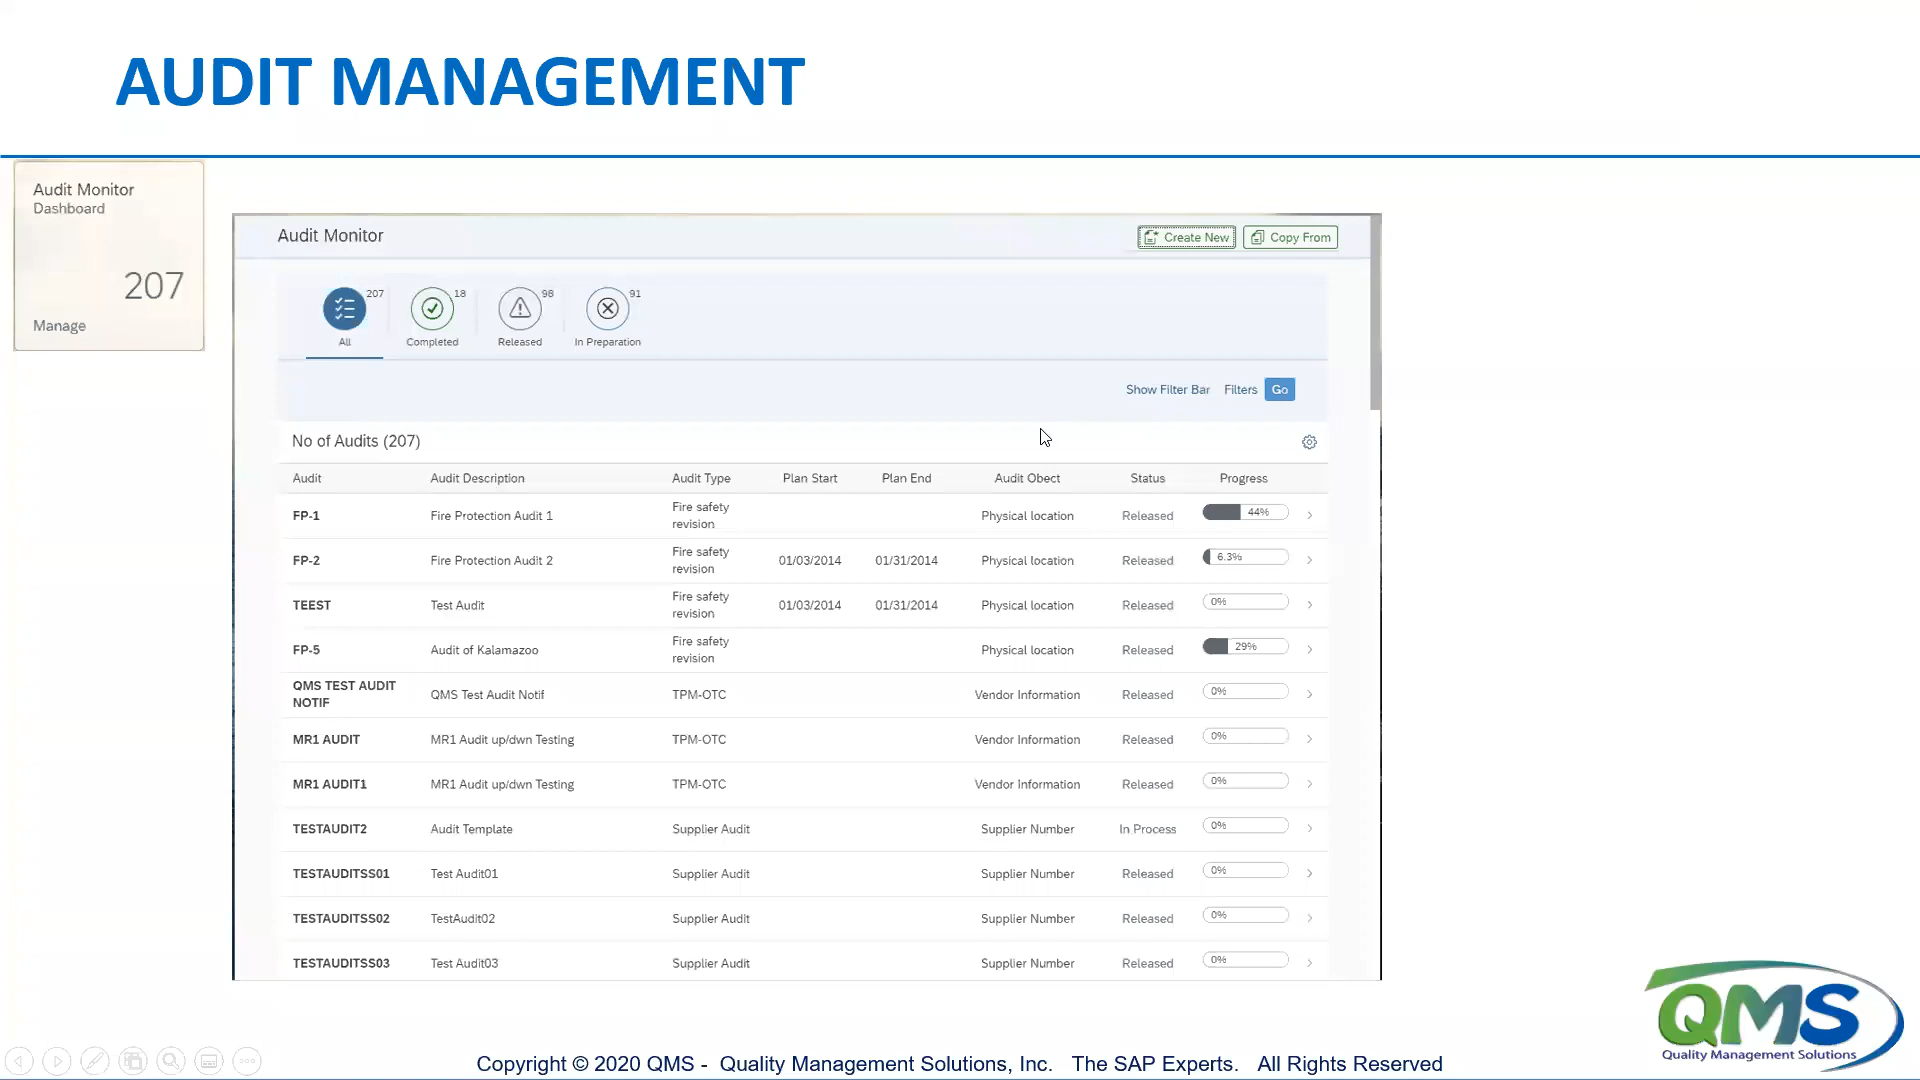 AUDIT MANAGEMENT
Audit Monitor
Dashboard
207
Manage
Audit Monitor
Create New
Copy From
207
18
98
91
All
Completed
Released
In Preparation
Show Filter Bar Filters Go
No of Audits (207)
Audit Audit Description Audit Type Plan Start Plan End Audit Obect Status Progress
FP-1 Fire Protection Audit 1 Fire safety revision Physical location Released 44%
FP-2 Fire Protection Audit 2 Fire safety revision 01/03/2014 01/31/2014 Physical location Released 6.3%
TEEST Test Audit Fire safety revision 01/03/2014 01/31/2014 Physical location Released 0%
FP-5 Audit of Kalamazoo Fire safety revision Physical location Released 29%
QMS TEST AUDIT NOTIF QMS Test Audit Notif TPM-OTC Vendor Information Released 0%
MR1 AUDIT MR1 Audit up/dwn Testing TPM-OTC Vendor Information Released 0%
MR1 AUDIT1 MR1 Audit up/dwn Testing TPM-OTC Vendor Information Released 0%
TESTAUDIT2 Audit Template Supplier Audit Supplier Number In Process 0%
TESTAUDITSS01 Test Audit01 Supplier Audit Supplier Number Released 0%
TESTAUDITSS02 TestAudit02 Supplier Audit Supplier Number Released 0%
TESTAUDITSS03 Test Audit03 Supplier Audit Supplier Number Released 0%
QMS
Quality Management Solutions
Copyright © 2020 QMS - Quality Management Solutions, Inc. The SAP Experts. All Rights Reserved